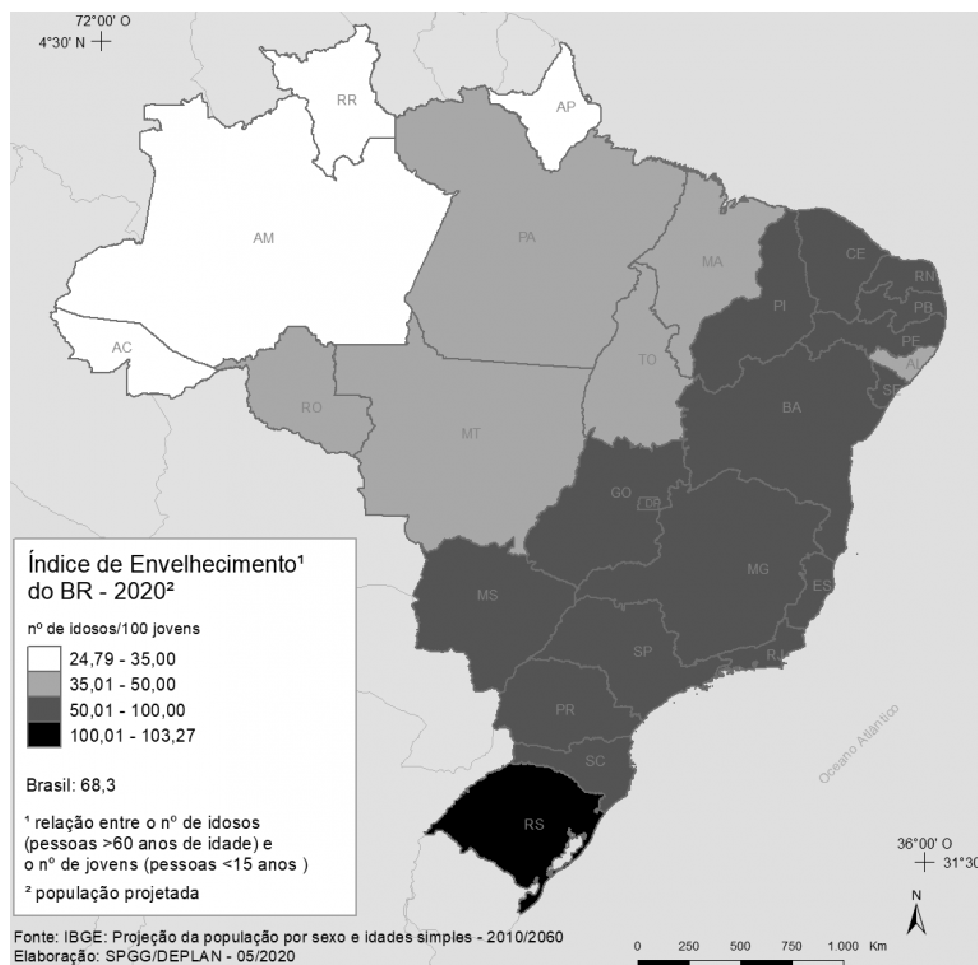 72°00' O
4°30' N
RR
AP
AM
PA
MA
CE
RN
PB
PI
PE
AC
TO
AL
SE
RO
BA
MT
GO
DF
MS
MG
ES
SP
RJ
PR
SC
RS
Oceano Atlântico
Índice de Envelhecimento¹
do BR - 2020²
nº de idosos/100 jovens
24,79 - 35,00
35,01 - 50,00
50,01 - 100,00
100,01 - 103,27
Brasil: 68,3
¹ relação entre o nº de idosos
(pessoas >60 anos de idade) e
o nº de jovens (pessoas <15 anos )
² população projetada
36°00' O
31°30
N
Fonte: IBGE: Projeção da população por sexo e idades simples - 2010/2060
Elaboração: SPGG/DEPLAN - 05/2020
0 250 500 750 1.000 Km